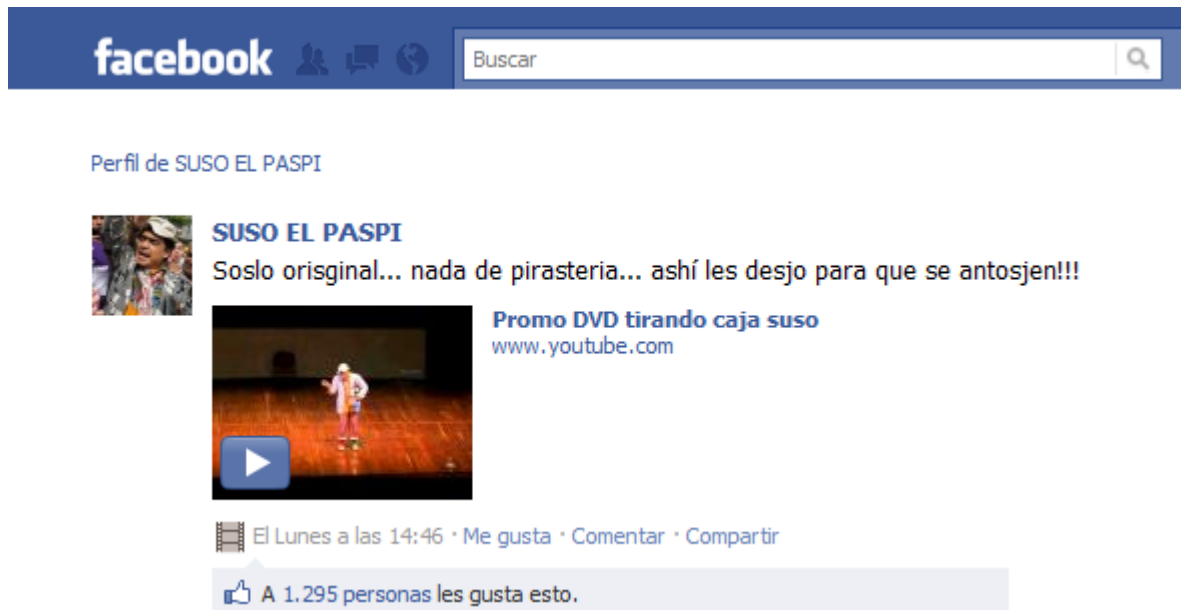 facebook
Buscar
Perfil de SUSO EL PASPI
SUSO EL PASPI
Soslo orisginal... nada de pirasteria... ashí les desjo para que se antosjen!!!
Promo DVD tirando caja suso
www.youtube.com
El Lunes a las 14:46 · Me gusta · Comentar · Compartir
A 1.295 personas les gusta esto.